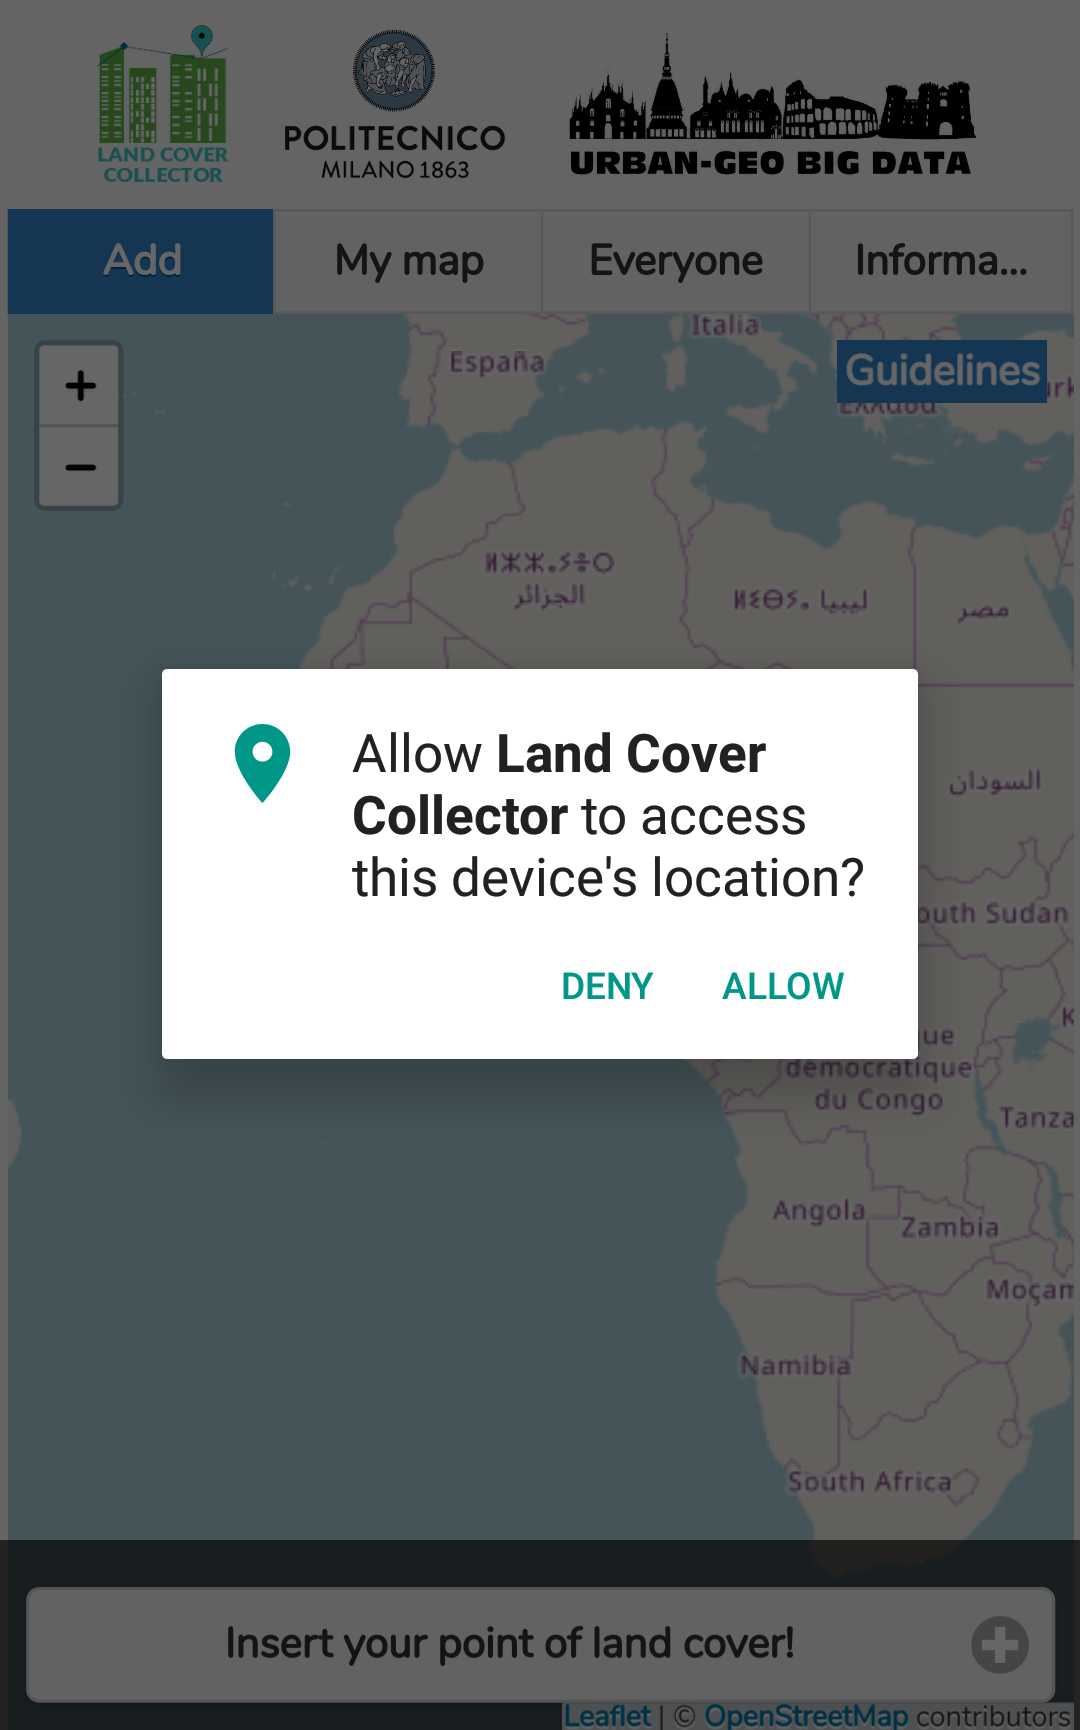 LAND COVER
COLLECTOR
POLITECNICO
MILANO 1863
URBAN-GEO BIG DATA
Add
My map
Everyone
Informa...
+
Italia
España
Guidelines
Ελλάδα
−
ⵍⵣⵣⴰⵢⴻⵔ
الجزائر
ⵍⵉⴱⵢⴰ ليبيا
مصر
Allow Land Cover
Collector to access
this device's location?
السودان
outh Sudan
DENY
ALLOW
ue
démocratique
du Congo
K
Tanza
Angola
Zambia
Moçam
Namibia
South Africa
Insert your point of land cover!
Leaflet | © OpenStreetMap contributors